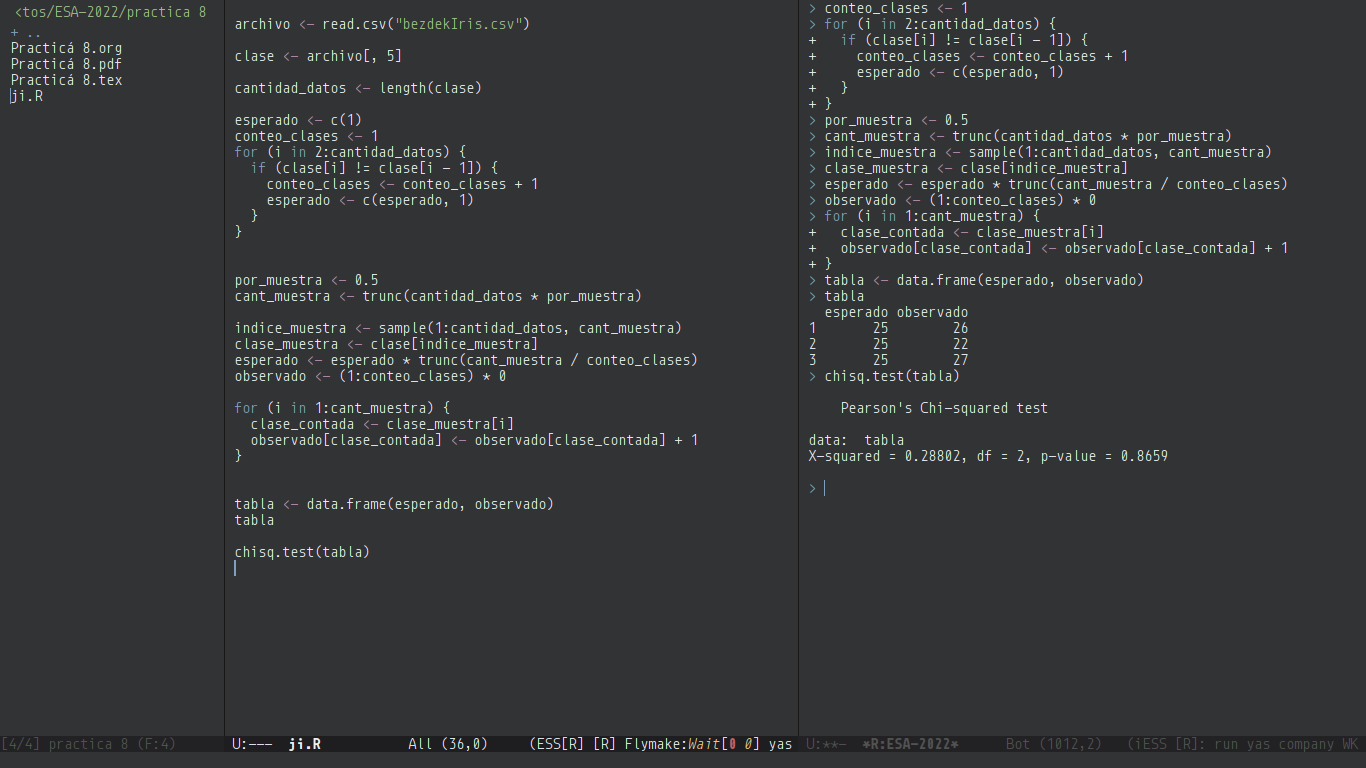 <tos/ESA-2022/practica 8
+ ..
Practicá 8.org
Practicá 8.pdf
Practicá 8.tex
ji.R
[4/4] practica 8 (F:4)
archivo <- read.csv("bezdekIris.csv")
clase <- archivo[, 5]
cantidad_datos <- length(clase)
esperado <- c(1)
conteo_clases <- 1
for (i in 2:cantidad_datos) {
  if (clase[i] != clase[i - 1]) {
    conteo_clases <- conteo_clases + 1
    esperado <- c(esperado, 1)
  }
}
por_muestra <- 0.5
cant_muestra <- trunc(cantidad_datos * por_muestra)
indice_muestra <- sample(1:cantidad_datos, cant_muestra)
clase_muestra <- clase[indice_muestra]
esperado <- esperado * trunc(cant_muestra / conteo_clases)
observado <- (1:conteo_clases) * 0
for (i in 1:cant_muestra) {
  clase_contada <- clase_muestra[i]
  observado[clase_contada] <- observado[clase_contada] + 1
}
tabla <- data.frame(esperado, observado)
tabla
chisq.test(tabla)
U:---  ji.R           All (36,0)     (ESS[R] [R] Flymake:Wait[0 0] yas
> conteo_clases <- 1
> for (i in 2:cantidad_datos) {
+   if (clase[i] != clase[i - 1]) {
+     conteo_clases <- conteo_clases + 1
+     esperado <- c(esperado, 1)
+   }
+ }
> por_muestra <- 0.5
> cant_muestra <- trunc(cantidad_datos * por_muestra)
> indice_muestra <- sample(1:cantidad_datos, cant_muestra)
> clase_muestra <- clase[indice_muestra]
> esperado <- esperado * trunc(cant_muestra / conteo_clases)
> observado <- (1:conteo_clases) * 0
> for (i in 1:cant_muestra) {
+   clase_contada <- clase_muestra[i]
+   observado[clase_contada] <- observado[clase_contada] + 1
+ }
> tabla <- data.frame(esperado, observado)
> tabla
  esperado observado
1       25        26
2       25        22
3       25        27
> chisq.test(tabla)
    Pearson's Chi-squared test
data:  tabla
X-squared = 0.28802, df = 2, p-value = 0.8659
>
U:**-  *R:ESA-2022*      Bot (1012,2)   (iESS [R]: run yas company WK